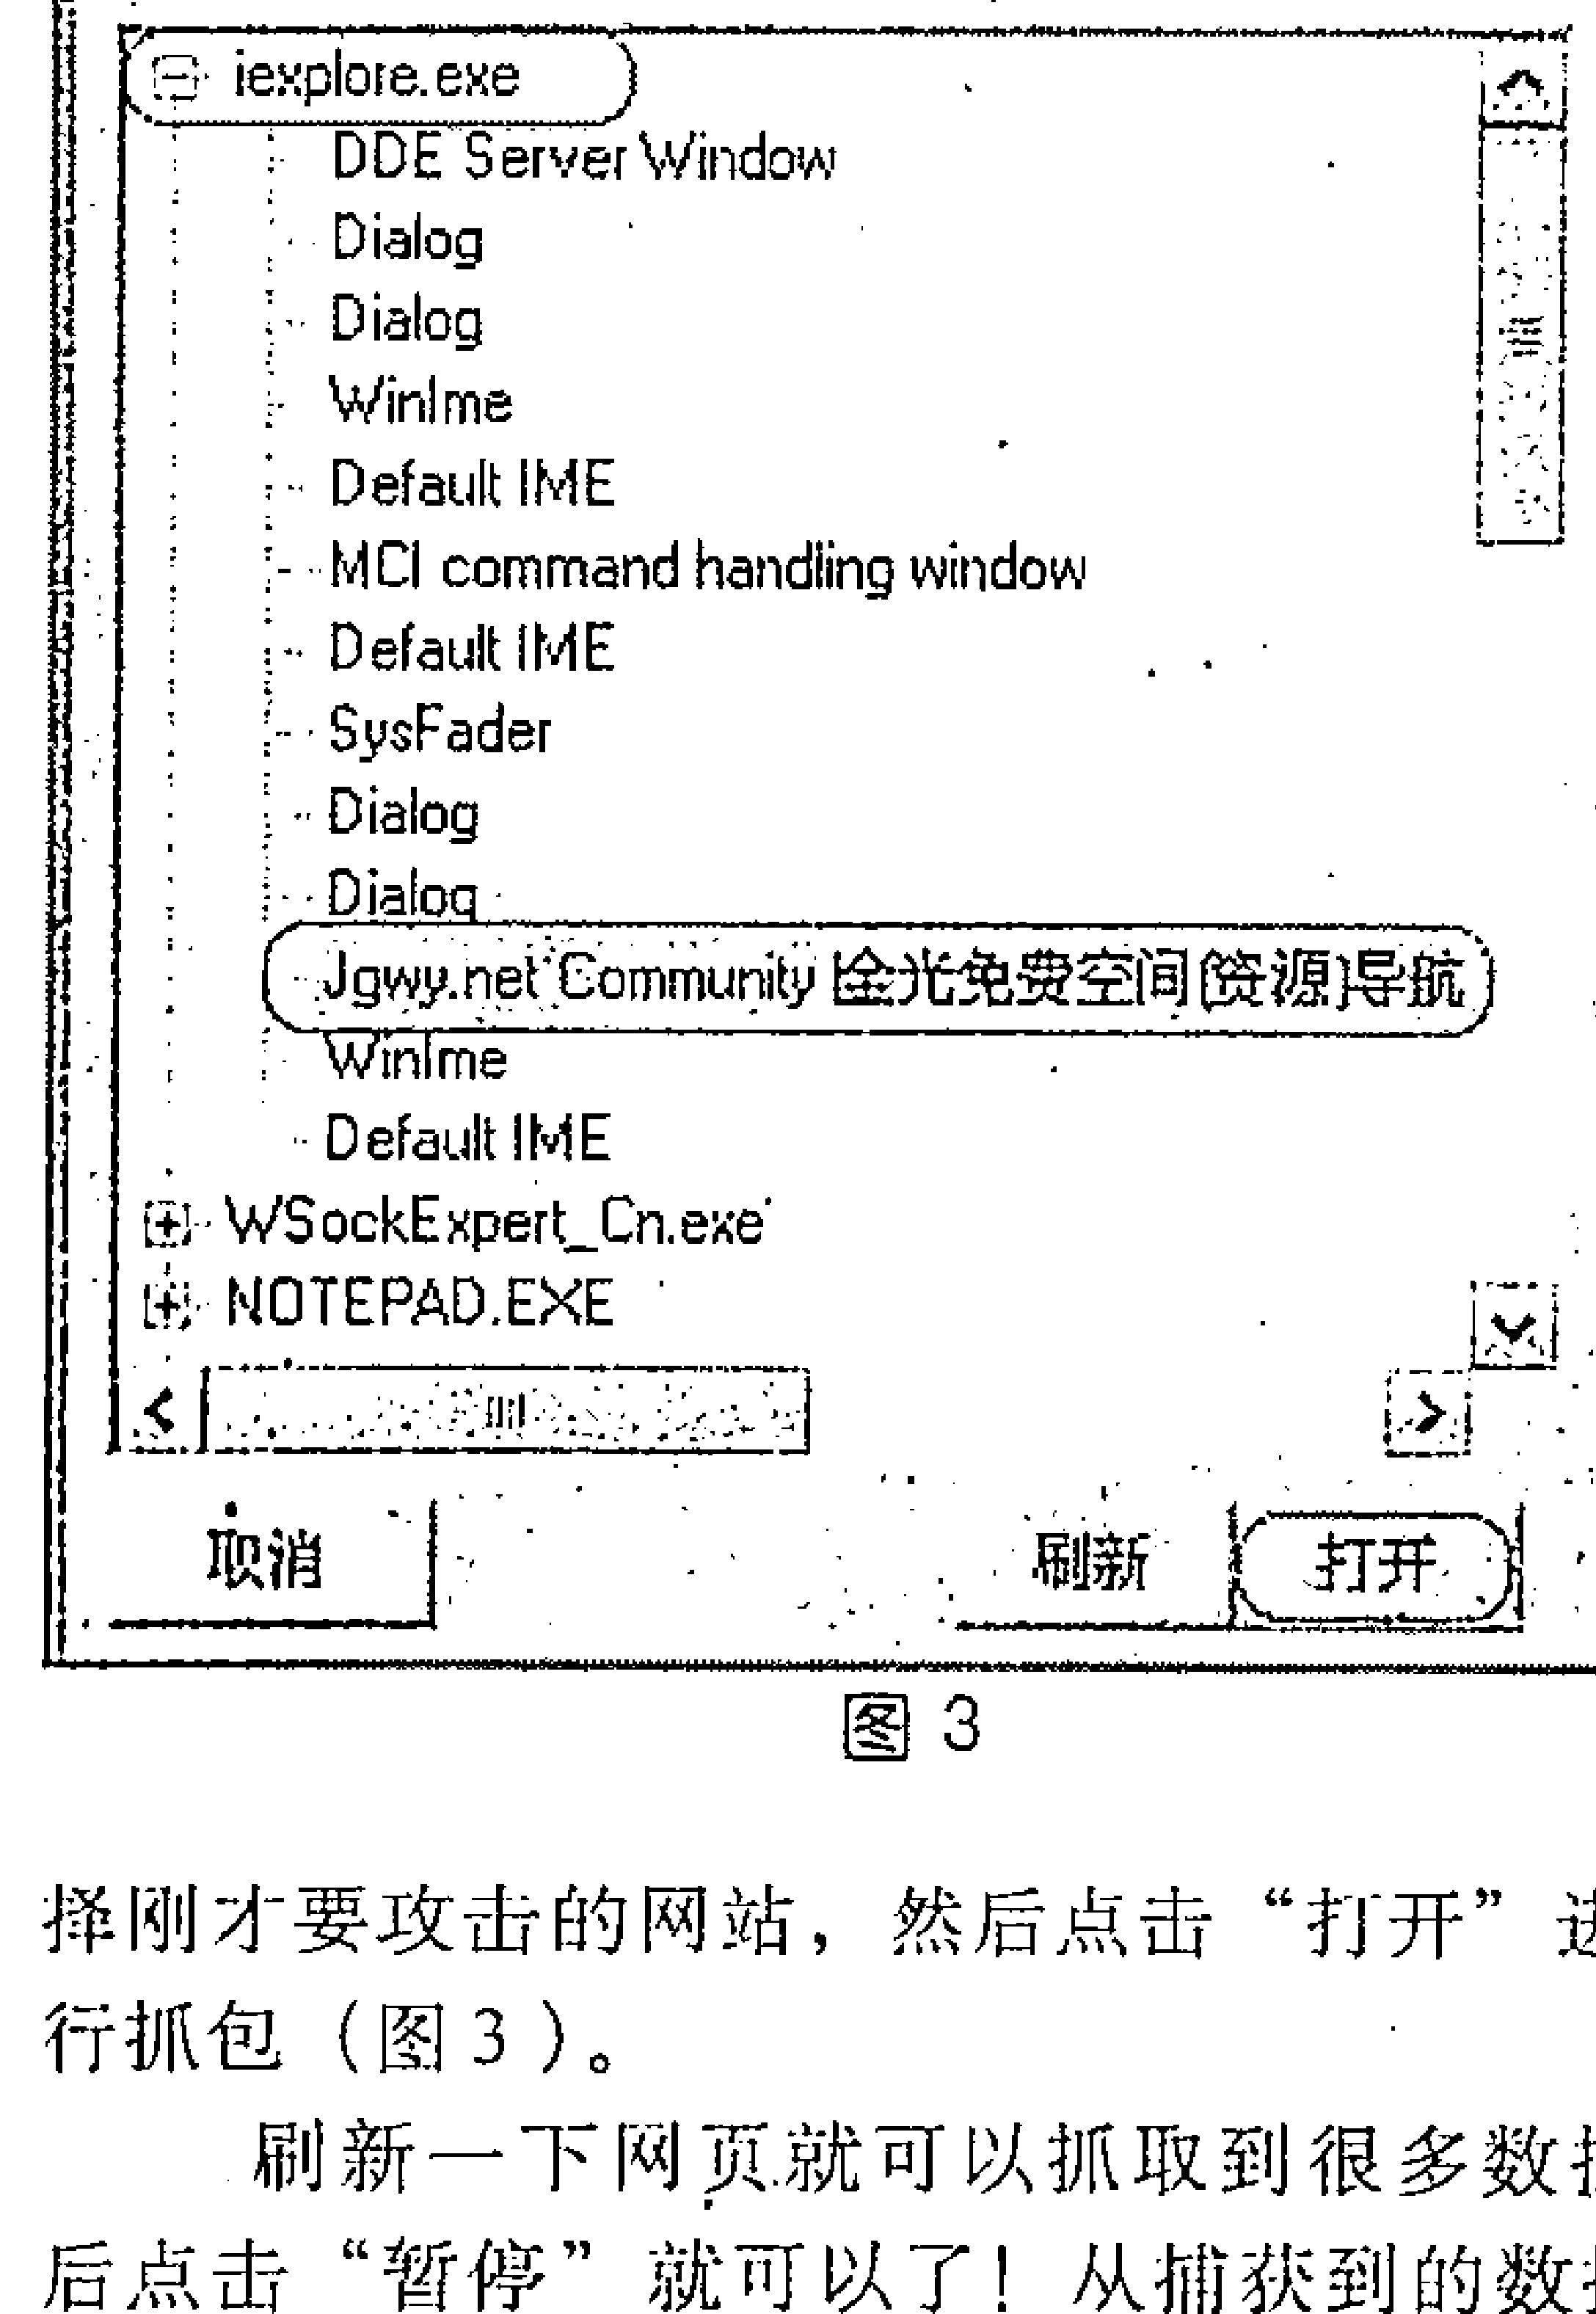 iexplore.exe
DDE Server Window
Dialog
Dialog
WinIme
Default IME
MCI command handling window
Default IME
SysFader
Dialog
Dialog
Jgwy.net Community 金光免费空间[资源]导航
WinIme
Default IME
WSockExpert_Cn.exe
NOTEPAD.EXE
取消 刷新 打开
图 3
择刚才要攻击的网站，然后点击“打开”进
行抓包（图3）。
刷新一下网页就可以抓取到很多数据
后点击“暂停”就可以了！从捕获到的数据